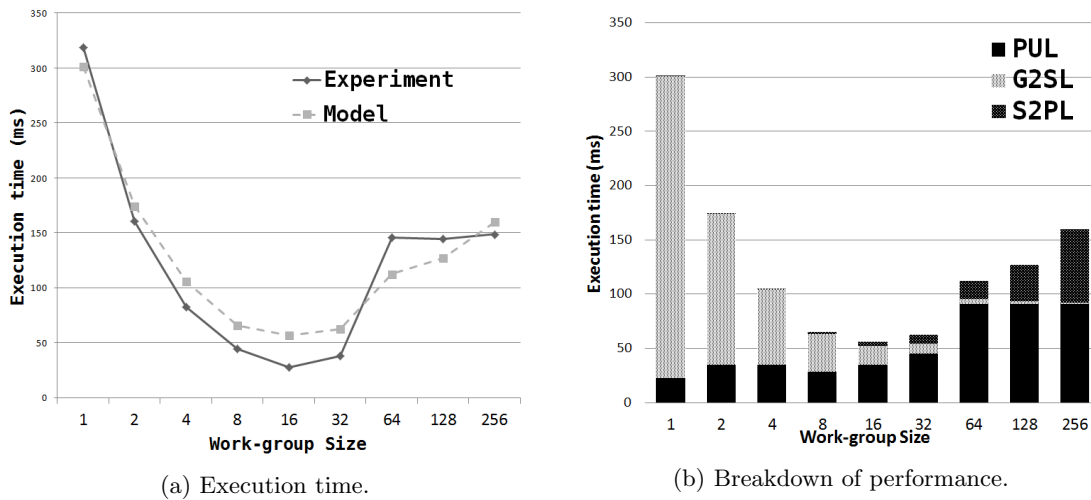 350
300
250
200
150
100
50
0
Execution time (ms)
Experiment
Model
1 2 4 8 16 32 64 128 256
Work-group Size
(a) Execution time.
350
300
250
200
150
100
50
0
Execution time (ms)
PUL
G2SL
S2PL
1 2 4 8 16 32 64 128 256
Work-group Size
(b) Breakdown of performance.